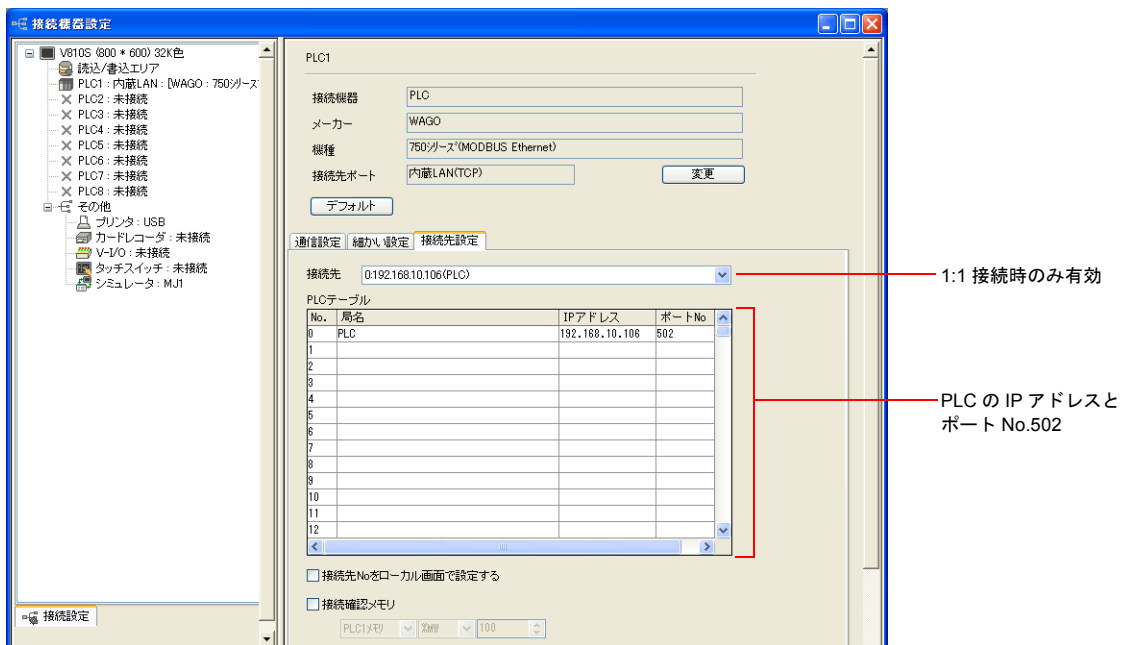 接続機器設定
V810S (800 * 600) 32K色
読込/書込エリア
PLC1 : 内蔵LAN : [WAGO : 750シリーズ
PLC2 : 未接続
PLC3 : 未接続
PLC4 : 未接続
PLC5 : 未接続
PLC6 : 未接続
PLC7 : 未接続
PLC8 : 未接続
その他
プリンタ : USB
カードレコーダ : 未接続
V-I/O : 未接続
タッチスイッチ : 未接続
シミュレータ : MJ1
接続設定
PLC1
接続機器 PLC
メーカー WAGO
機種 750シリーズ(MODBUS Ethernet)
接続先ポート 内蔵LAN(TCP) 変更
デフォルト
通信設定 細かい設定 接続先設定
接続先 0:192.168.10.106(PLC)
PLCテーブル
No. 局名 IPアドレス ポートNo
0 PLC 192.168.10.106 502
1
2
3
4
5
6
7
8
9
10
11
12
接続先Noをローカル画面で設定する
接続確認メモリ
PLC1メモリ %MW 100
1:1 接続時のみ有効
PLC の IP アドレスと
ポート No.502